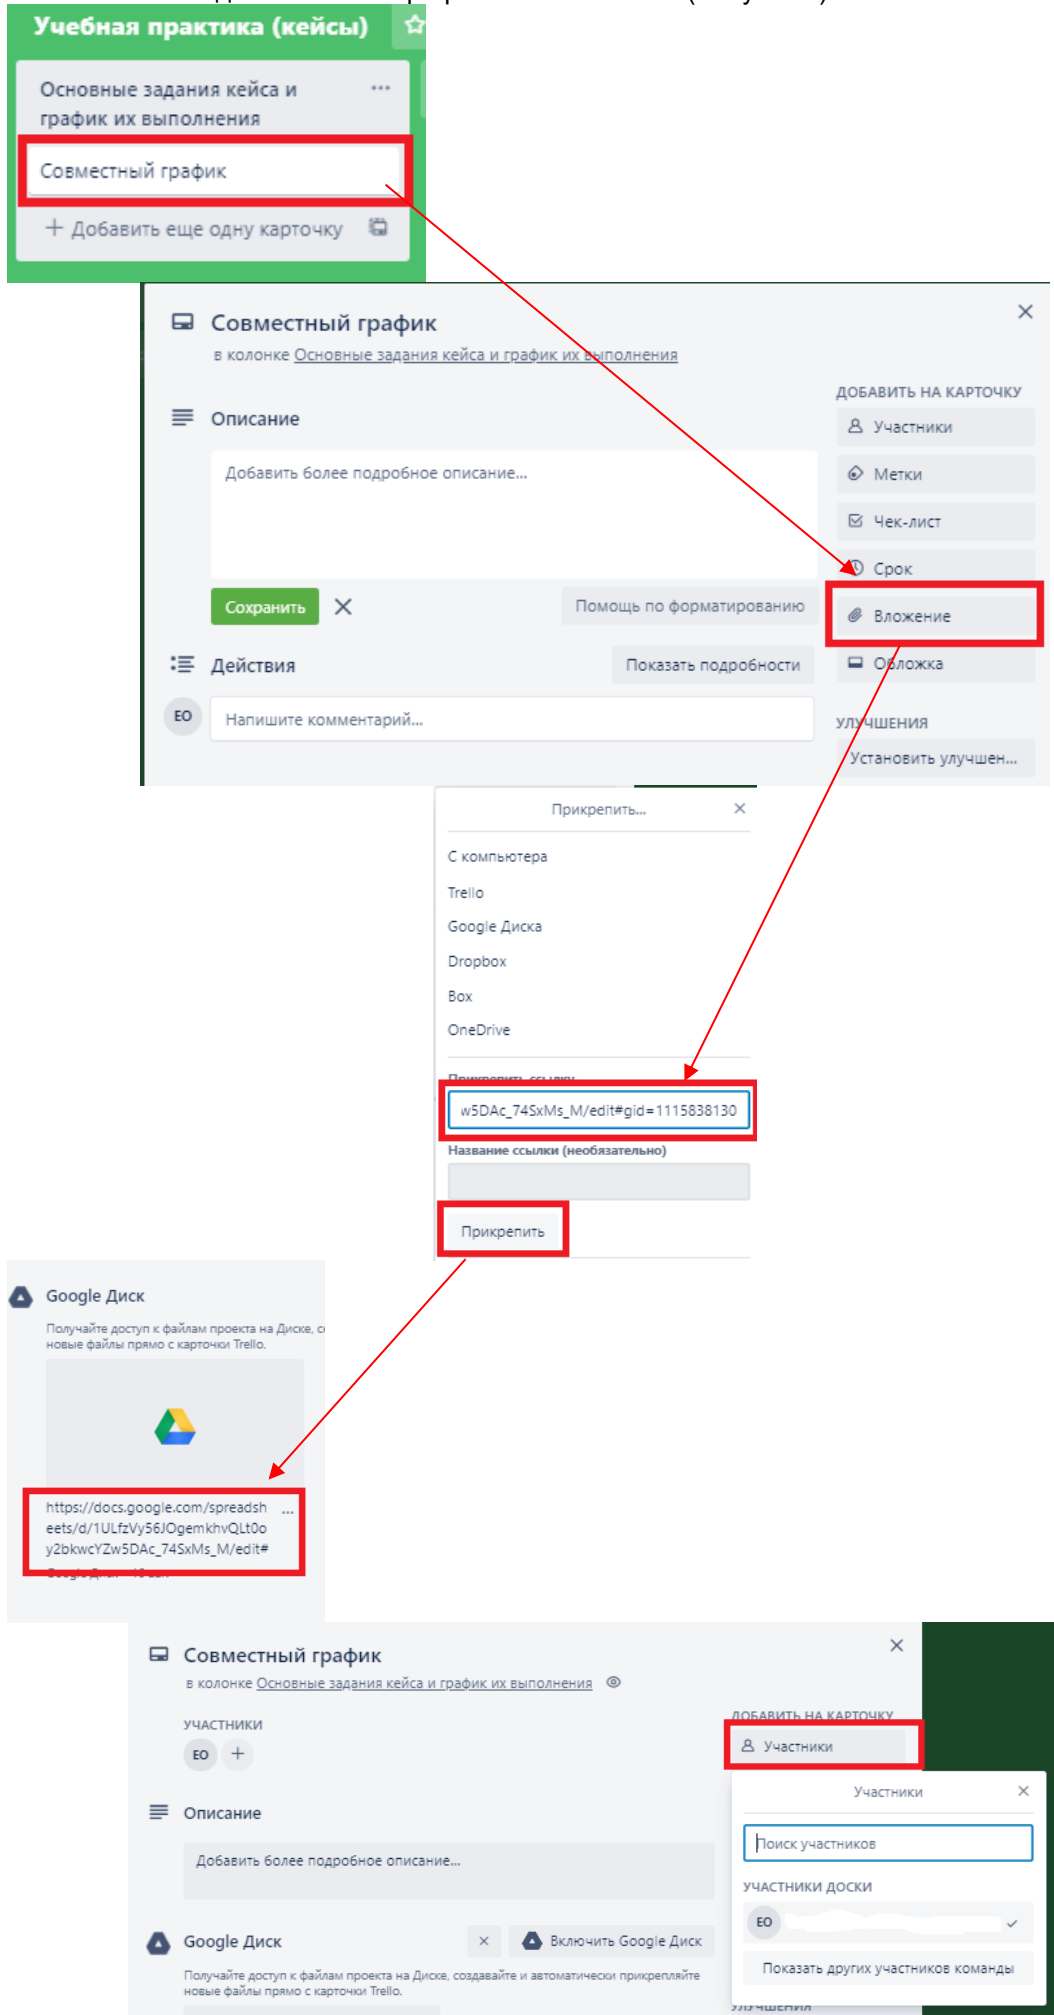 Учебная практика (кейсы)
Основные задания кейса и
график их выполнения
Совместный график
+ Добавить еще одну карточку
Совместный график
в колонке Основные задания кейса и график их выполнения
ДОБАВИТЬ НА КАРТОЧКУ
Описание
Участники
Добавить более подробное описание...
Метки
Чек-лист
Срок
Сохранить
Помощь по форматированию
Вложение
Действия
Показать подробности
Обложка
EO
Напишите комментарий...
УЛУЧШЕНИЯ
Установить улучшен...
Прикрепить...
С компьютера
Trello
Google Диска
Dropbox
Box
OneDrive
Прикрепить ссылку
w5DAc_74SxMs_M/edit#gid=1115838130
Название ссылки (необязательно)
Прикрепить
Google Диск
Получайте доступ к файлам проекта на Диске,
новые файлы прямо с карточки Trello.
https://docs.google.com/spreadsh ...
eets/d/1ULfzVy56JOgemkhvQLt0o
y2bkwcYZw5DAc_74SxMs_M/edit#
Совместный график
в колонке Основные задания кейса и график их выполнения
ДОБАВИТЬ НА КАРТОЧКУ
УЧАСТНИКИ
Участники
EO +
Участники
Описание
Поиск участников
Добавить более подробное описание...
УЧАСТНИКИ ДОСКИ
EO
Google Диск
Включить Google Диск
Показать других участников команды
Получайте доступ к файлам проекта на Диске, создавайте и автоматически прикрепляйте
новые файлы прямо с карточки Trello.
УЛУЧШЕНИЯ